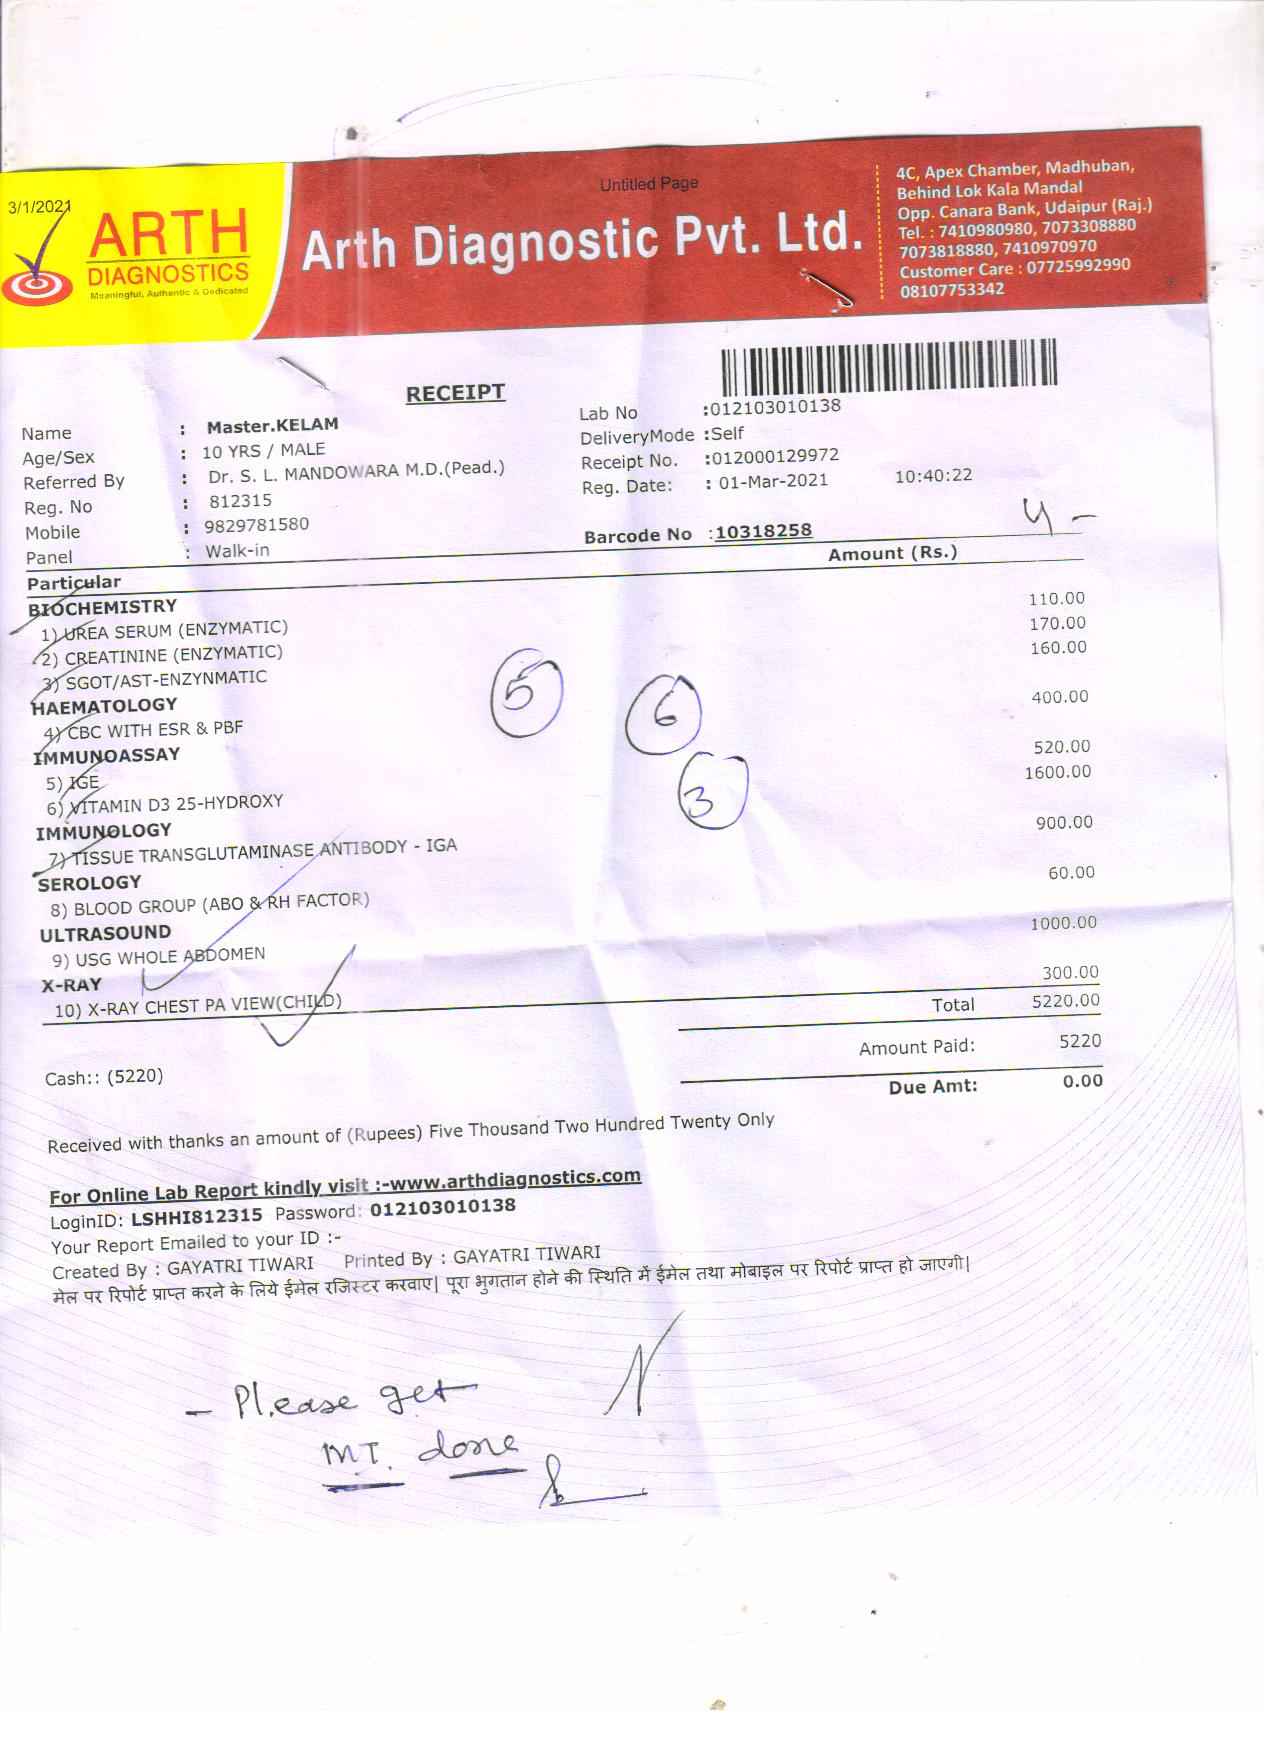 Untitled Page
3/1/2021
ARTH
DIAGNOSTICS
Meaningful, Authentic & Dedicated
Arth Diagnostic Pvt. Ltd.
4C, Apex Chamber, Madhuban,
Behind Lok Kala Mandal
Opp. Canara Bank, Udaipur (Raj.)
Tel. : 7410980980, 7073308880
7073818880, 7410970970
Customer Care : 07725992990
08107753342
RECEIPT
Name : Master.KELAM
Age/Sex : 10 YRS / MALE
Referred By : Dr. S. L. MANDOWARA M.D.(Pead.)
Reg. No : 812315
Mobile : 9829781580
Panel : Walk-in
Lab No :012103010138
DeliveryMode :Self
Receipt No. :012000129972
Reg. Date: : 01-Mar-2021 10:40:22
Barcode No :10318258
Particular Amount (Rs.)
BIOCHEMISTRY
1) UREA SERUM (ENZYMATIC) 110.00
2) CREATININE (ENZYMATIC) 170.00
3) SGOT/AST-ENZYNMATIC 160.00
HAEMATOLOGY
4) CBC WITH ESR & PBF 400.00
IMMUNOASSAY
5) IGE 520.00
6) VITAMIN D3 25-HYDROXY 1600.00
IMMUNOLOGY
7) TISSUE TRANSGLUTAMINASE ANTIBODY - IGA 900.00
SEROLOGY
8) BLOOD GROUP (ABO & RH FACTOR) 60.00
ULTRASOUND
9) USG WHOLE ABDOMEN 1000.00
X-RAY
10) X-RAY CHEST PA VIEW(CHILD) 300.00
5
6
3
Total 5220.00
Amount Paid: 5220
Due Amt: 0.00
Cash:: (5220)
Received with thanks an amount of (Rupees) Five Thousand Two Hundred Twenty Only
For Online Lab Report kindly visit :-www.arthdiagnostics.com
LoginID: LSHHI812315 Password: 012103010138
Your Report Emailed to your ID :-
Created By : GAYATRI TIWARI Printed By : GAYATRI TIWARI
मेल पर रिपोर्ट प्राप्त करने के लिये ईमेल रजिस्टर करवाए| पूरा भुगतान होने की स्थिति में ईमेल तथा मोबाइल पर रिपोर्ट प्राप्त हो जाएगी|
- Please get
MT. done